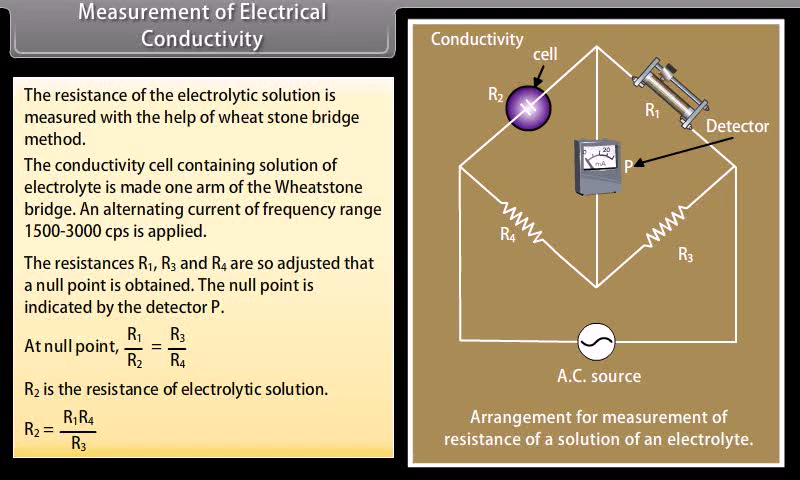 Measurement of Electrical
Conductivity
The resistance of the electrolytic solution is
measured with the help of wheat stone bridge
method.
The conductivity cell containing solution of
electrolyte is made one arm of the Wheatstone
bridge. An alternating current of frequency range
1500-3000 cps is applied.
The resistances R₁, R₃ and R₄ are so adjusted that
a null point is obtained. The null point is
indicated by the detector P.
At null point, R₁/R₂ = R₃/R₄
R₂ is the resistance of electrolytic solution.
R₂ = R₁R₄/R₃
Conductivity
cell
R₂
R₁
Detector
0 20
mA
P
R₄
R₃
A.C. source
Arrangement for measurement of
resistance of a solution of an electrolyte.